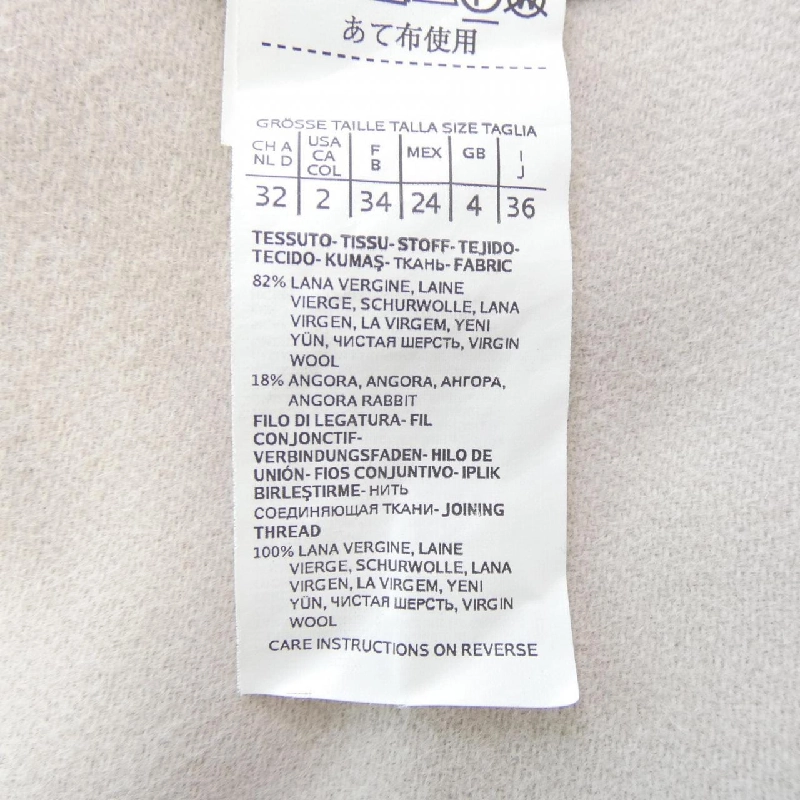 あて布使用
GRÖSSE TAILLE TALLA SIZE TAGLIA
CH A NL D USA CA COL F B MEX GB I J
32 2 34 24 4 36
TESSUTO- TISSU- STOFF- TEJIDO-
TECIDO- KUMAŞ- ТКАНЬ- FABRIC
82% LANA VERGINE, LAINE
VIERGE, SCHURWOLLE, LANA
VIRGEN, LA VIRGEM, YENI
YÜN, ЧИСТАЯ ШЕРСТЬ, VIRGIN
WOOL
18% ANGORA, ANGORA, АНГОРА,
ANGORA RABBIT
FILO DI LEGATURA- FIL
CONJONCTIF-
VERBINDUNGSFADEN- HILO DE
UNIÓN- FIOS CONJUNTIVO- IPLIK
BIRLEŞTIRME- НИТЬ
СОЕДИНЯЮЩАЯ ТКАНИ- JOINING
THREAD
100% LANA VERGINE, LAINE
VIERGE, SCHURWOLLE, LANA
VIRGEN, LA VIRGEM, YENI
YÜN, ЧИСТАЯ ШЕРСТЬ, VIRGIN
WOOL
CARE INSTRUCTIONS ON REVERSE